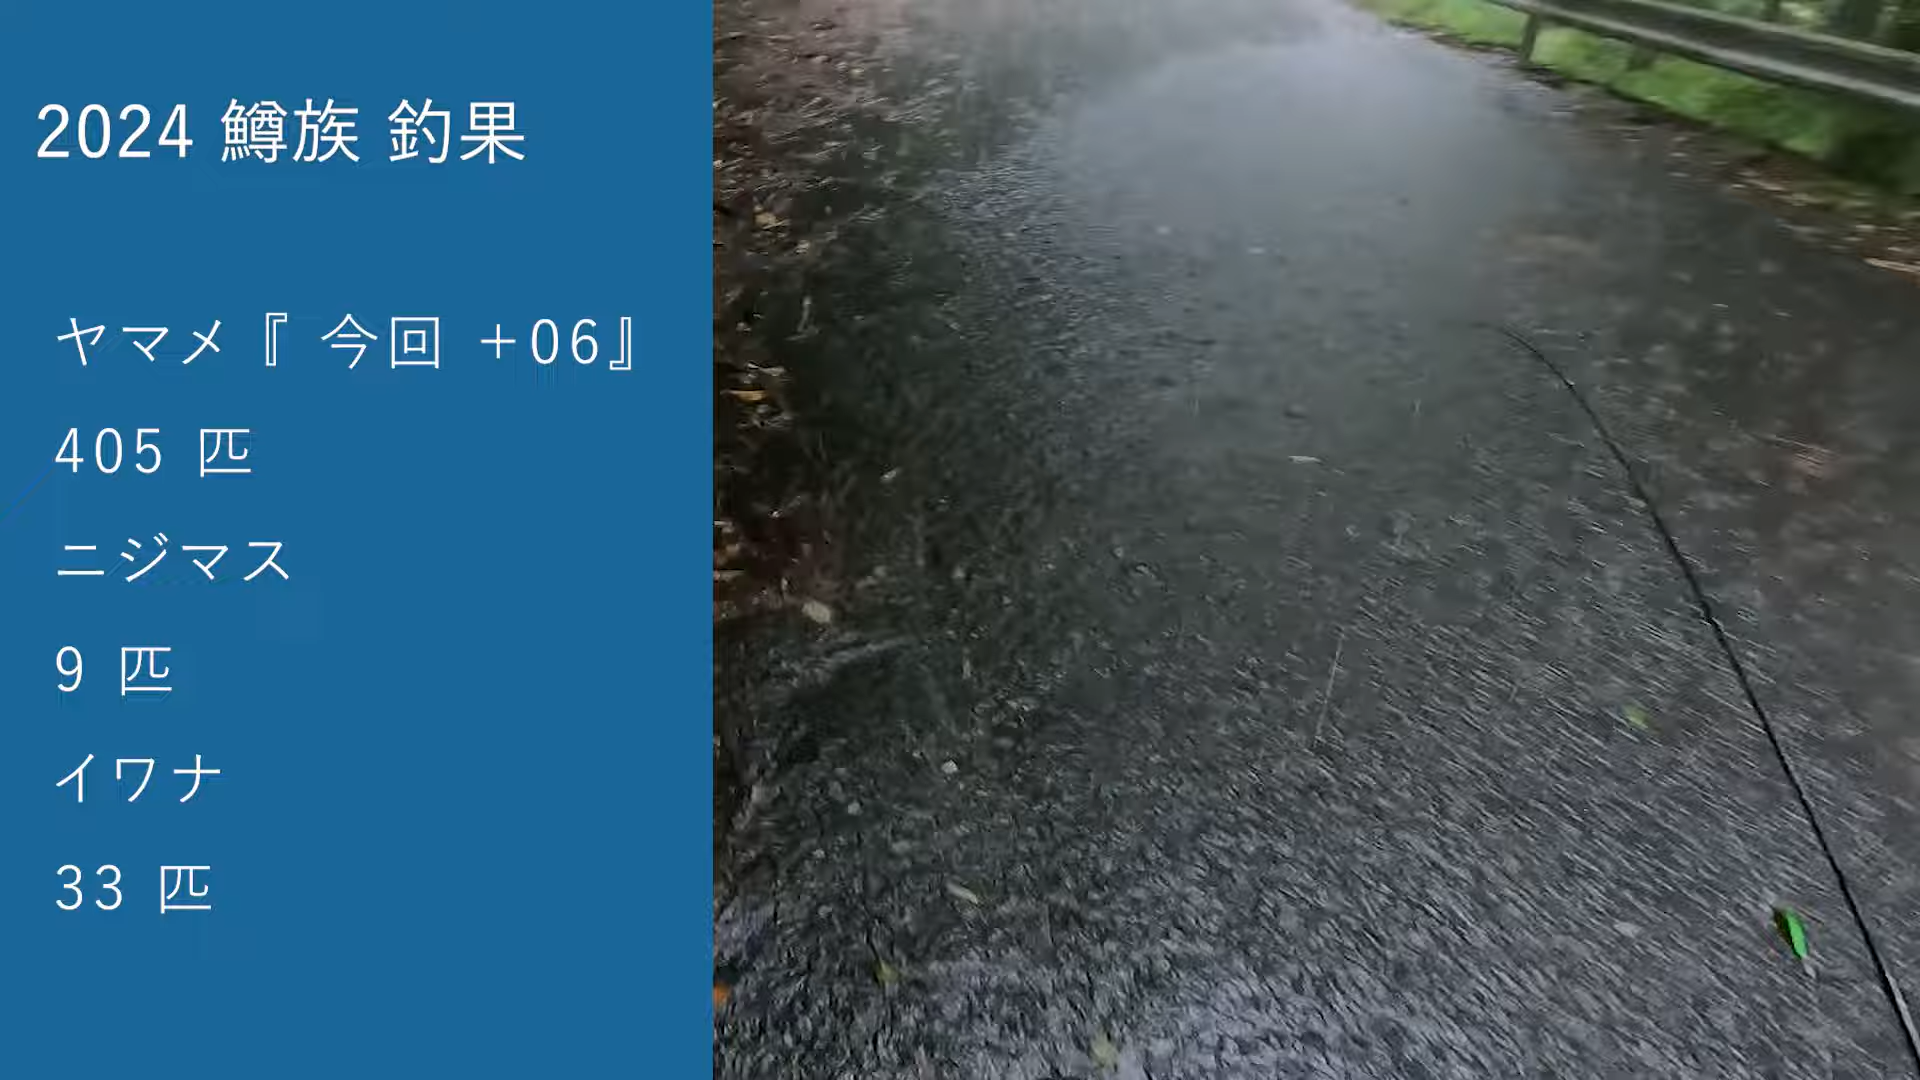 2024 鱒族 釣果
ヤマメ『 今回 +06』
405 匹
ニジマス
9 匹
イワナ
33 匹